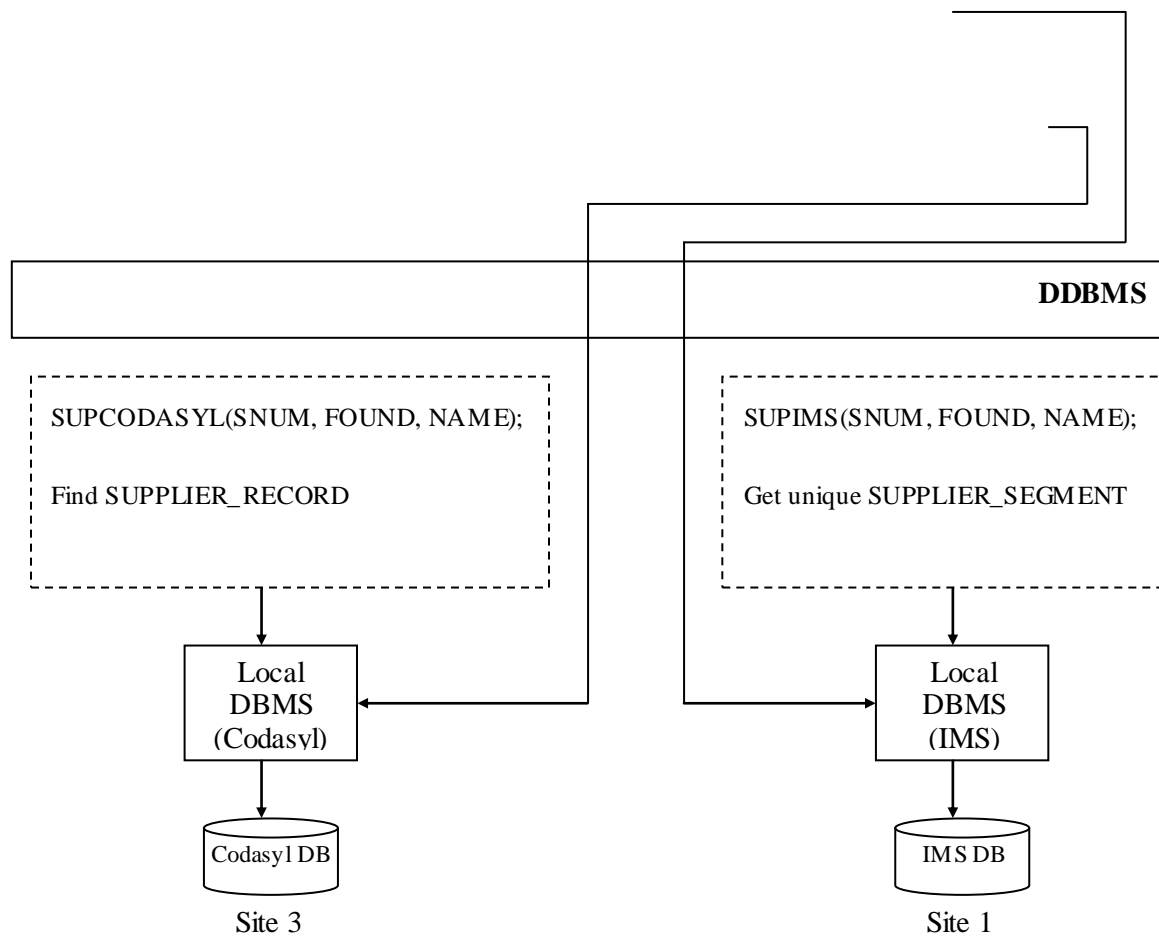 DDBMS
SUPCODASYL(SNUM, FOUND, NAME);
Find SUPPLIER_RECORD
SUPIMS(SNUM, FOUND, NAME);
Get unique SUPPLIER_SEGMENT
Local
DBMS
(Codasyl)
Local
DBMS
(IMS)
Codasyl DB
IMS DB
Site 3
Site 1